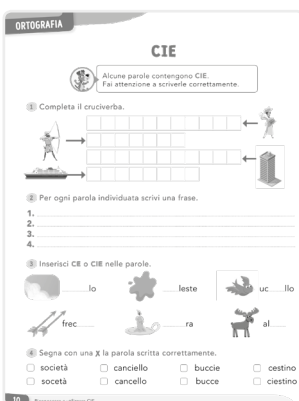 ORTOGRAFIA
CIE
Alcune parole contengono CIE.
Fai attenzione a scriverle correttamente.
1 Completa il cruciverba.
2 Per ogni parola individuata scrivi una frase.
1.
2.
3.
4.
3 Inserisci CE o CIE nelle parole.
lo leste uc llo
frec ra al
4 Segna con una X la parola scritta correttamente.
società canciello buccie cestino
socetà cancello bucce ciestino
10